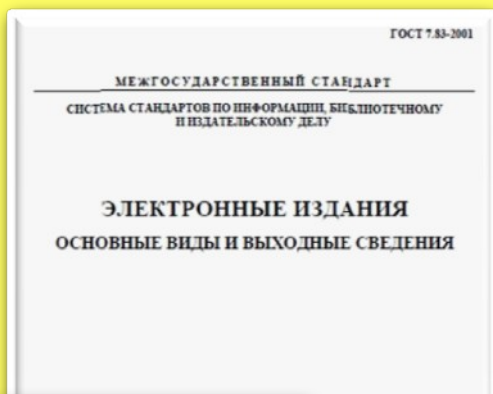 ГОСТ 7.83-2001
МЕЖГОСУДАРСТВЕННЫЙ СТАНДАРТ
СИСТЕМА СТАНДАРТОВ ПО ИНФОРМАЦИИ, БИБЛИОТЕЧНОМУ
И ИЗДАТЕЛЬСКОМУ ДЕЛУ
ЭЛЕКТРОННЫЕ ИЗДАНИЯ
ОСНОВНЫЕ ВИДЫ И ВЫХОДНЫЕ СВЕДЕНИЯ